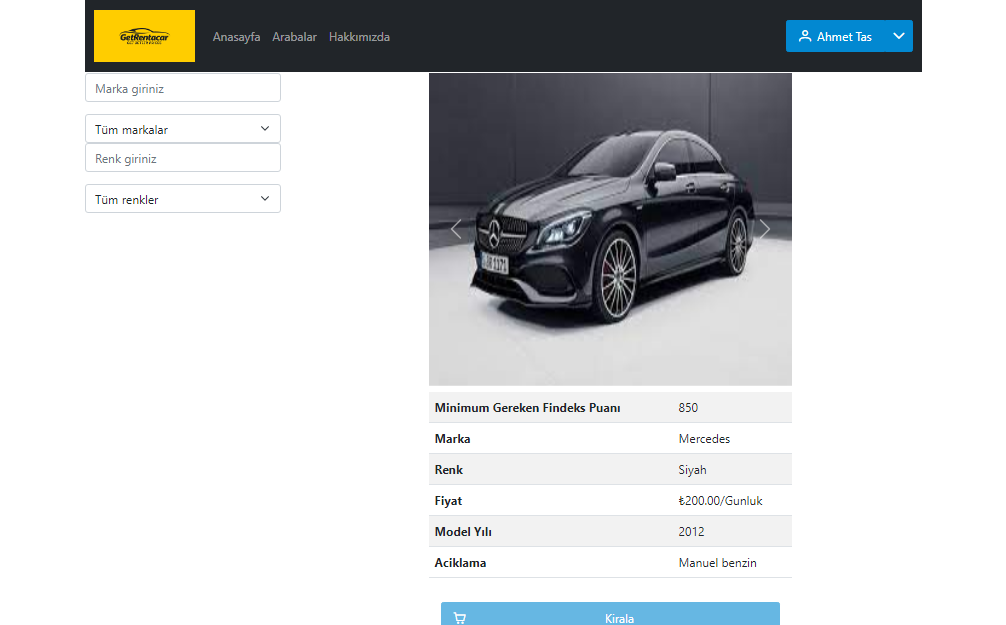 GetRentacar
Anasayfa Arabalar Hakkımızda
Ahmet Tas
Marka giriniz
Tüm markalar
Renk giriniz
Tüm renkler
Minimum Gereken Findeks Puanı 850
Marka Mercedes
Renk Siyah
Fiyat ₺200.00/Gunluk
Model Yılı 2012
Aciklama Manuel benzin
Kirala